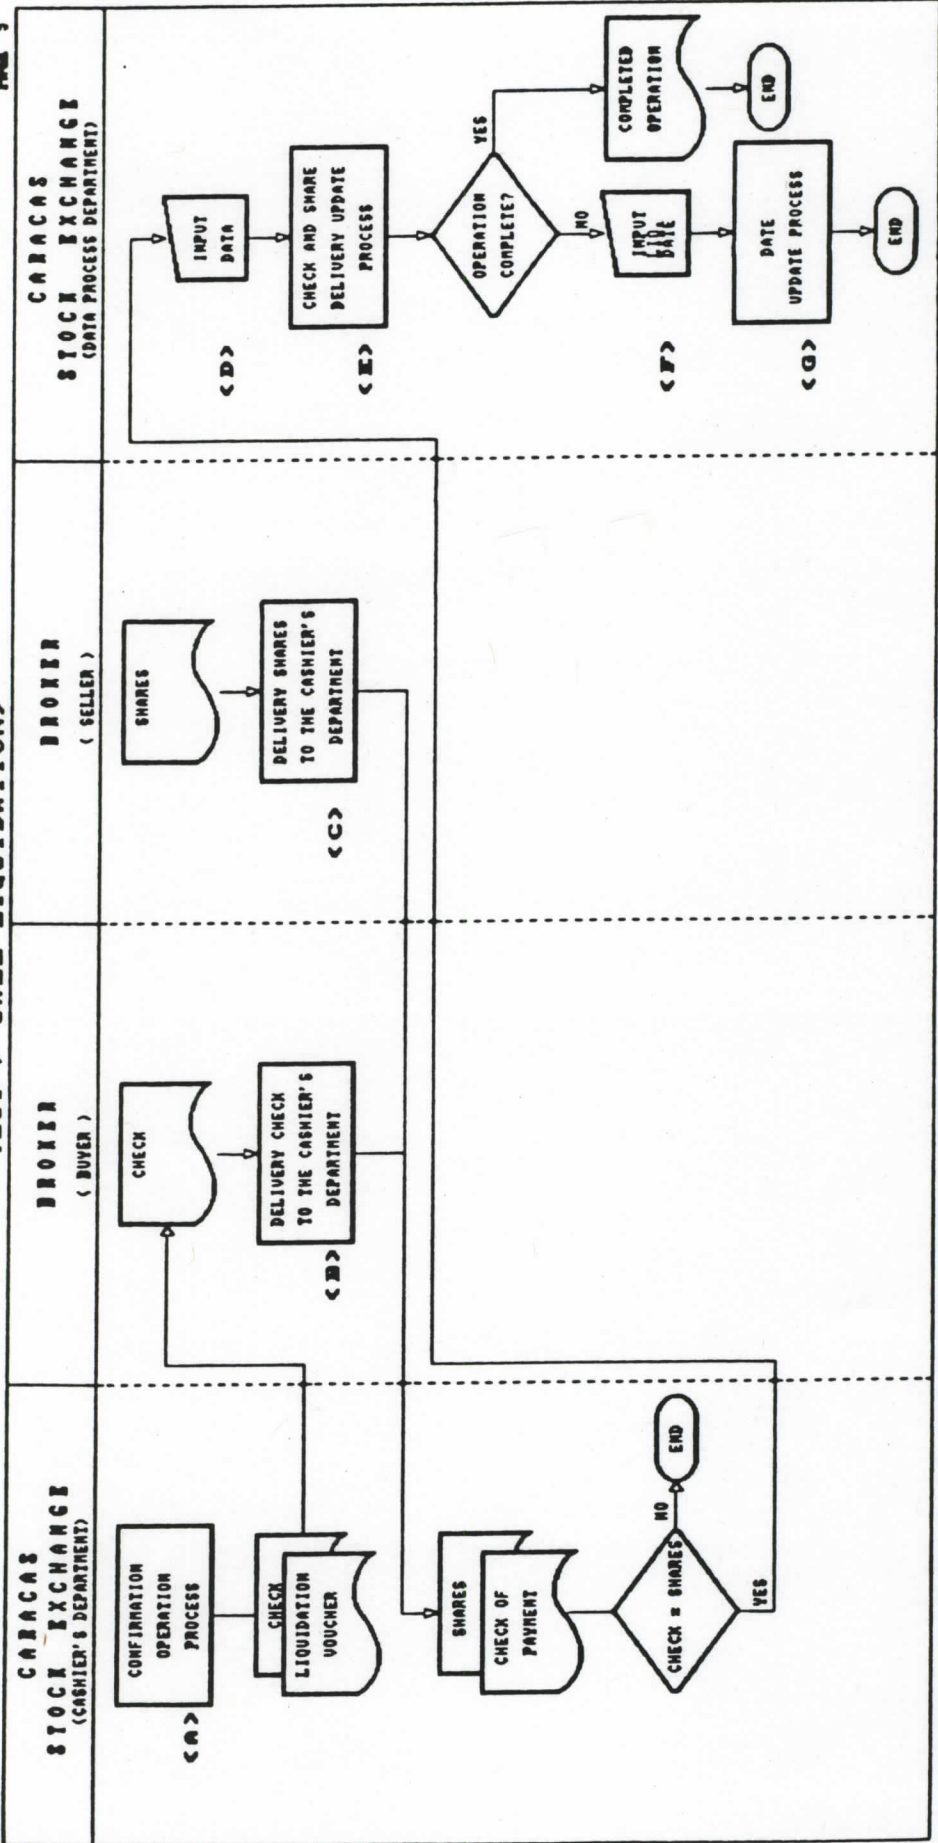 CARACAS
STOCK EXCHANGE
(CASHIER'S DEPARTMENT)
BROKER
(BUYER)
BROKER
(SELLER)
CARACAS
STOCK EXCHANGE
(DATA PROCESS DEPARTMENT)
CONFIRMATION
OPERATION
PROCESS
<A>
CHECK
LIQUIDATION
VOUCHER
SHARES
CHECK OF
PAYMENT
CHECK = SHARES
NO
END
YES
CHECK
DELIVERY CHECK
TO THE CASHIER'S
DEPARTMENT
<B>
SHARES
DELIVERY SHARES
TO THE CASHIER'S
DEPARTMENT
<C>
INPUT
DATA
<D>
CHECK AND SHARE
DELIVERY UPDATE
PROCESS
<E>
OPERATION
COMPLETE?
YES
COMPLETED
OPERATION
END
NO
INPUT
LIQ.
DATE
<F>
DATE
UPDATE PROCESS
<G>
END